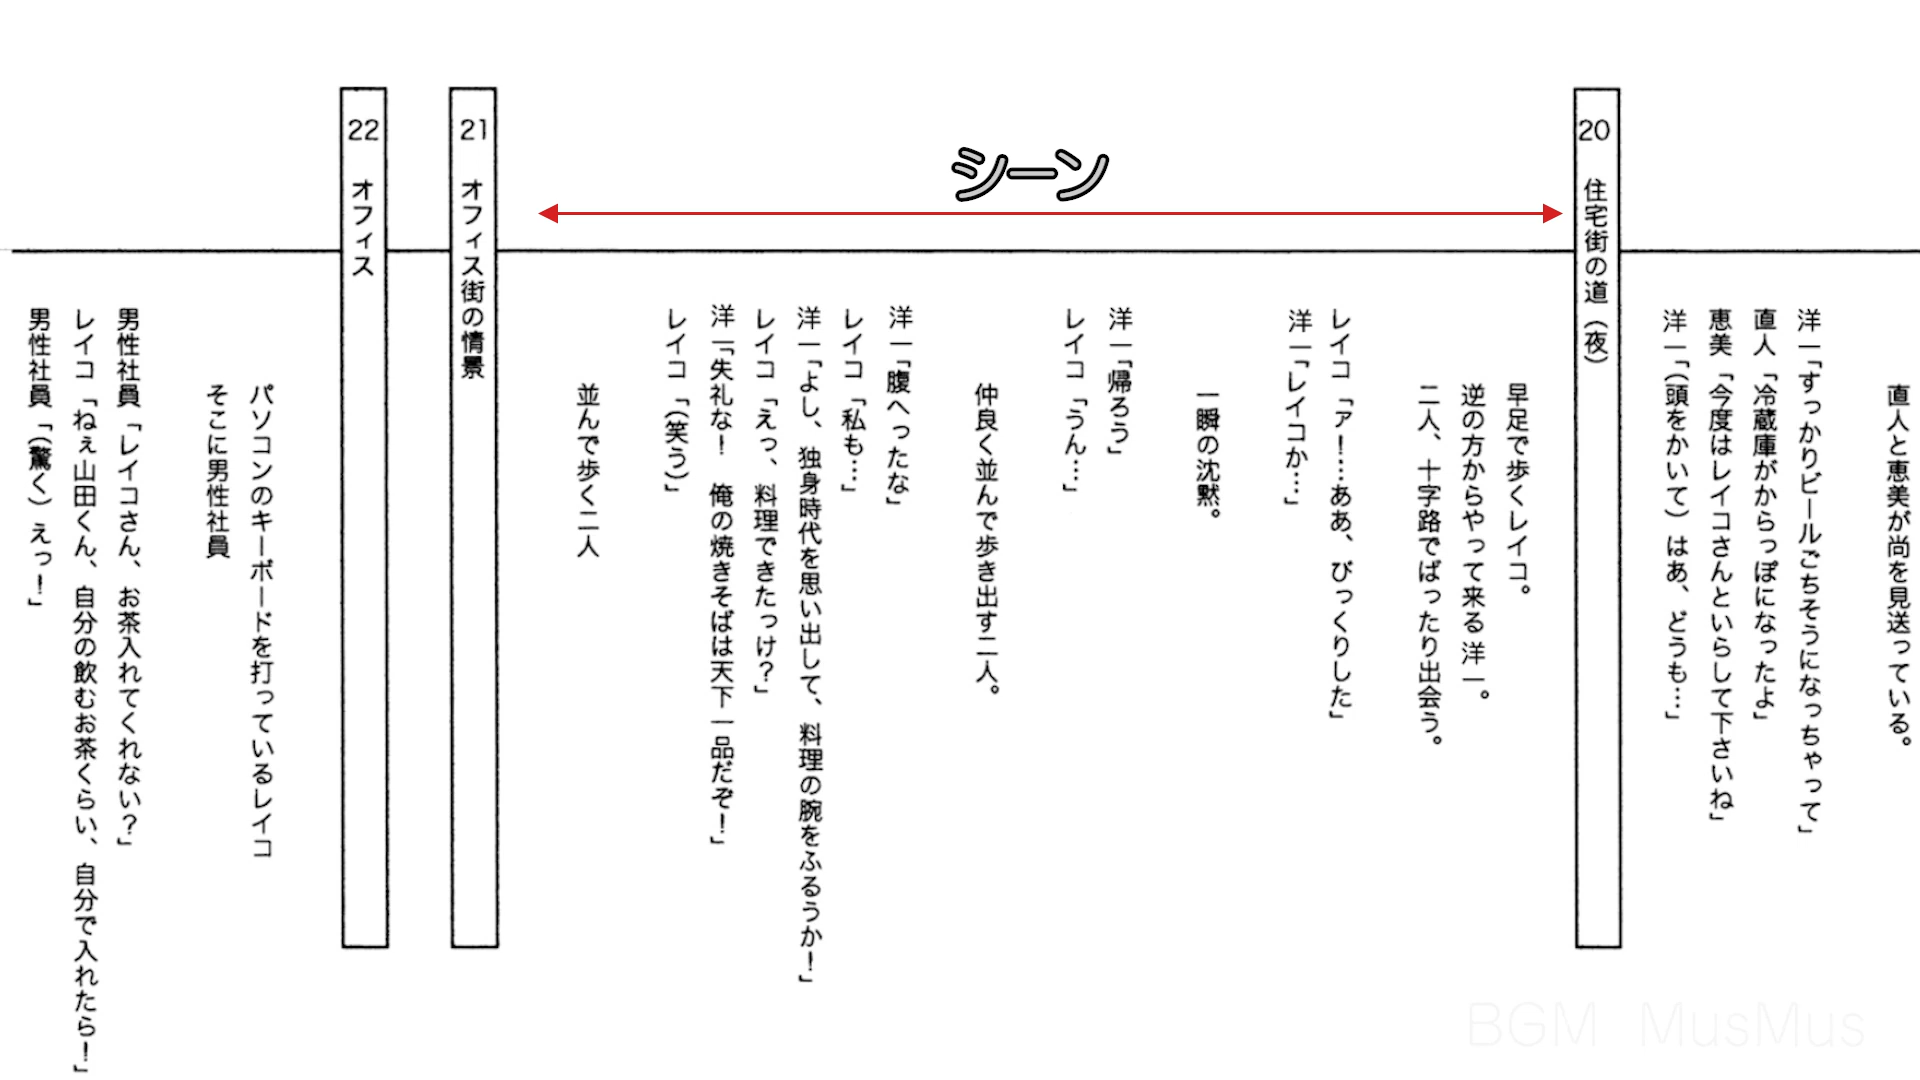 シーン
直人と恵美が尚を見送っている。
洋一「すっかりビールごちそうになっちゃって」
直人「冷蔵庫がからっぽになったよ」
恵美「今度はレイコさんといらして下さいね」
洋一「(頭をかいて)はあ、どうも…」
20 住宅街の道(夜)
早足で歩くレイコ。
逆の方からやって来る洋一。
二人、十字路でばったり出会う。
レイコ「ァ!…ああ、びっくりした」
洋一「レイコか…」
一瞬の沈黙。
洋一「帰ろう」
レイコ「うん…」
仲良く並んで歩き出す二人。
洋一「腹へったな」
レイコ「私も…」
洋一「よし、独身時代を思い出して、料理の腕をふるうか!」
レイコ「えっ、料理できたっけ?」
洋一「失礼な! 俺の焼きそばは天下一品だぞ!」
レイコ「(笑う)」
並んで歩く二人
21 オフィス街の情景
22 オフィス
パソコンのキーボードを打っているレイコ
そこに男性社員
男性社員「レイコさん、お茶入れてくれない?」
レイコ「ねぇ山田くん、自分の飲むお茶くらい、自分で入れたら!」
男性社員「(驚く)えっ!」
BGM MusMus